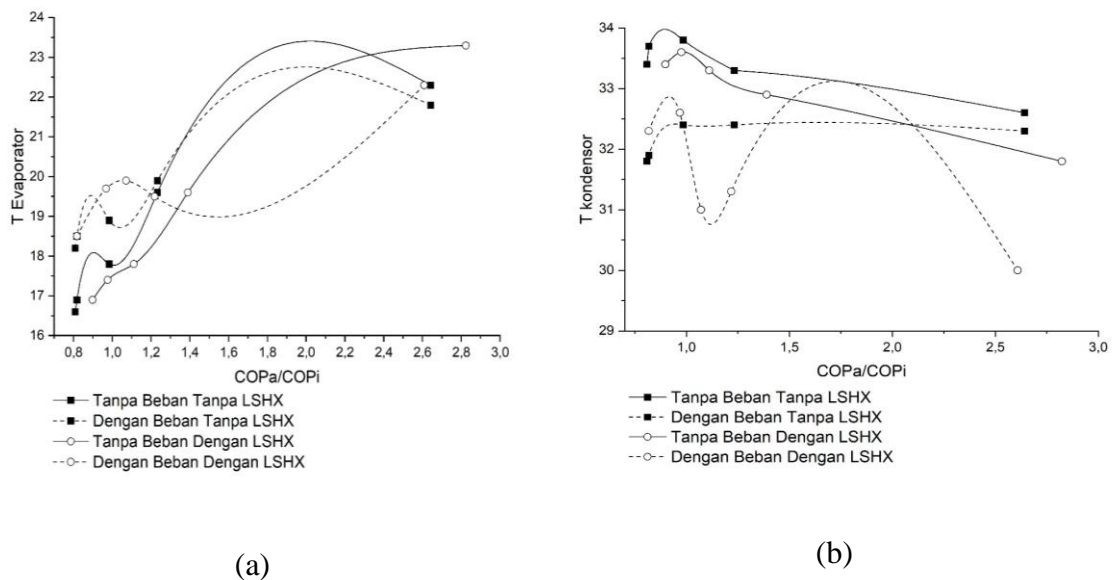 24
23
22
21
20
19
18
17
16
T Evaporator
0,8 1,0 1,2 1,4 1,6 1,8 2,0 2,2 2,4 2,6 2,8 3,0
COPa/COPi
Tanpa Beban Tanpa LSHX
Dengan Beban Tanpa LSHX
Tanpa Beban Dengan LSHX
Dengan Beban Dengan LSHX
(a)
34
33
32
31
30
29
T kondensor
1,0 1,5 2,0 2,5 3,0
COPa/COPi
Tanpa Beban Tanpa LSHX
Dengan Beban Tanpa LSHX
Tanpa Beban Dengan LSHX
Dengan Beban Dengan LSHX
(b)